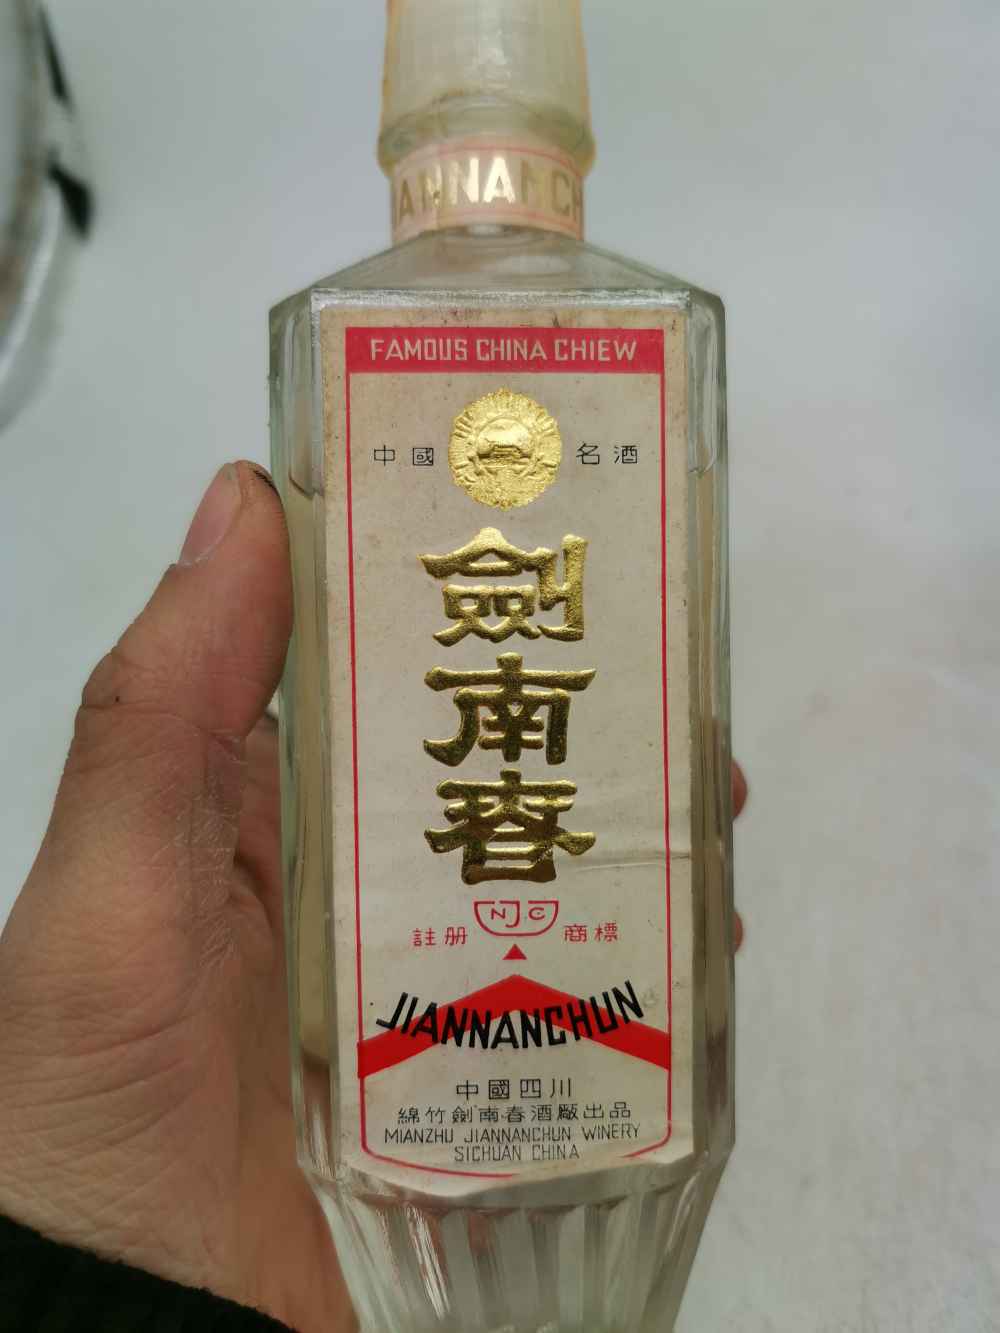 JIANNANCH
FAMOUS CHINA CHIEW
中國 名酒
劍
南
春
NJC
註册 商標
JIANNANCHUN
中國四川
綿竹劍南春酒厰出品
MIANZHU JIANNANCHUN WINERY
SICHUAN CHINA